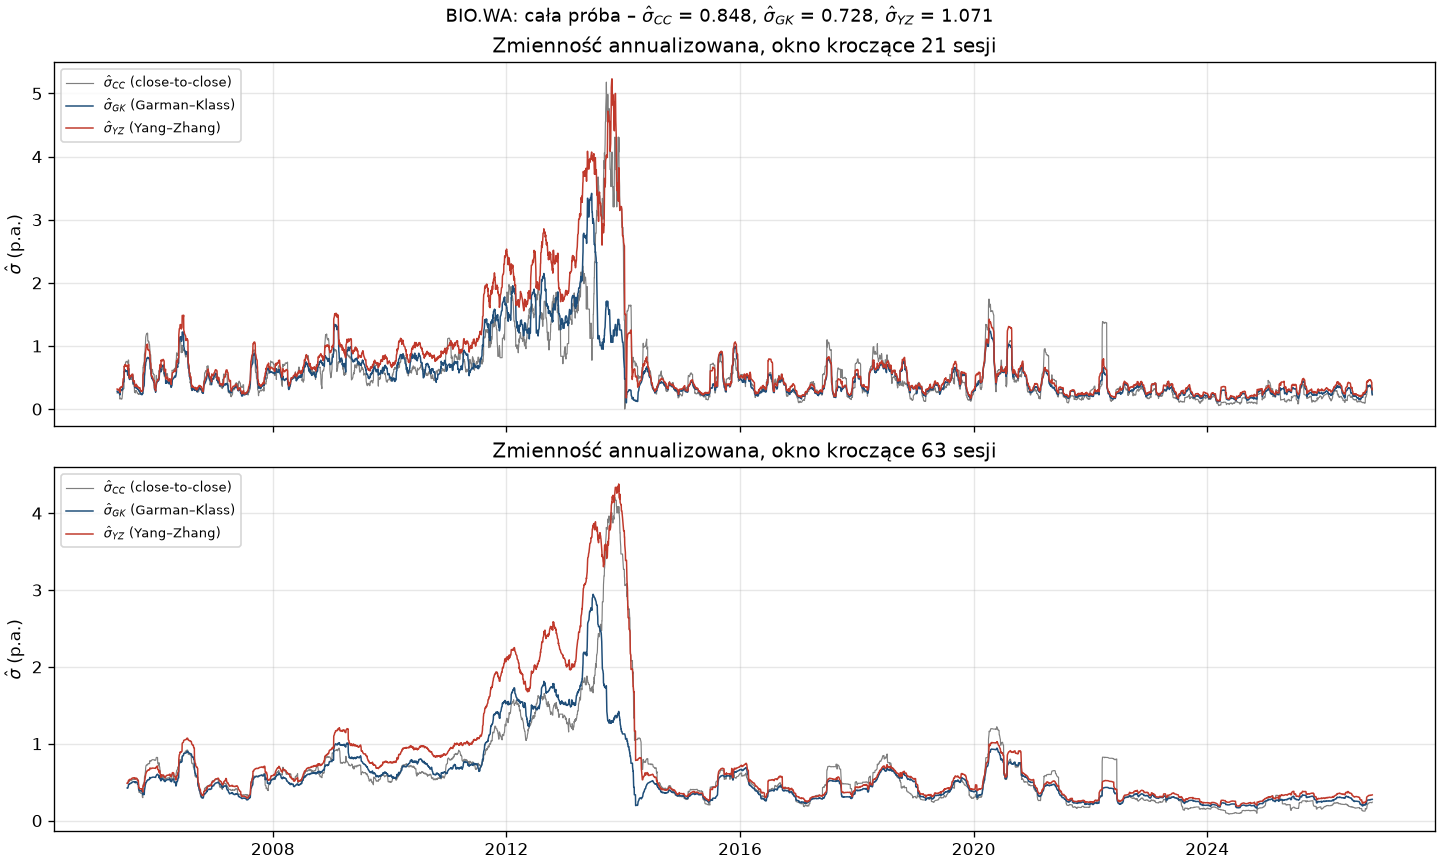 BIO.WA: cała próba – σ̂CC = 0.848, σ̂GK = 0.728, σ̂YZ = 1.071
Zmienność annualizowana, okno kroczące 21 sesji
σ̂CC (close-to-close)
σ̂GK (Garman–Klass)
σ̂YZ (Yang–Zhang)
σ̂ (p.a.)
5
4
3
2
1
0
Zmienność annualizowana, okno kroczące 63 sesji
σ̂CC (close-to-close)
σ̂GK (Garman–Klass)
σ̂YZ (Yang–Zhang)
σ̂ (p.a.)
4
3
2
1
0
2008 2012 2016 2020 2024